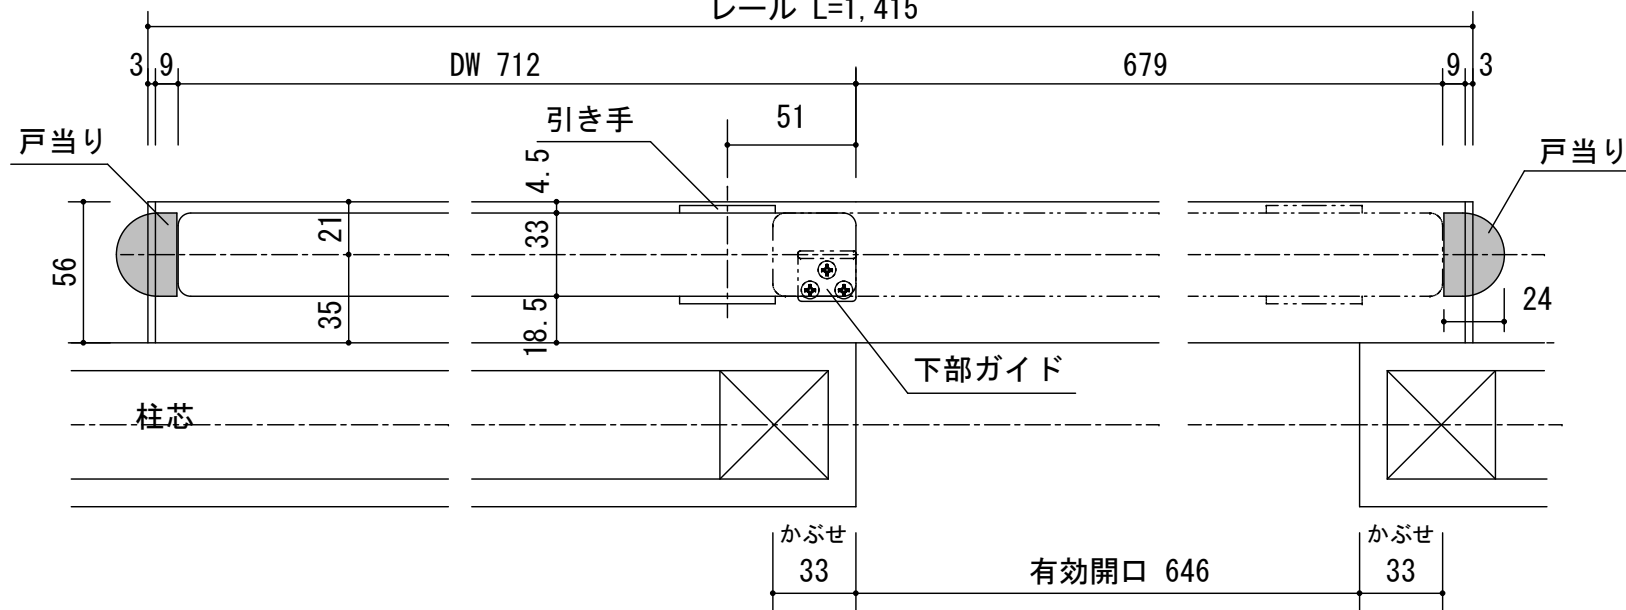 レール L=1,415
3 9 DW 712 679 9 3
引き手 51
戸当り 戸当り
4.5
21 33
56
35 18.5
24
下部ガイド
柱芯
かぶせ かぶせ
33 有効開口 646 33